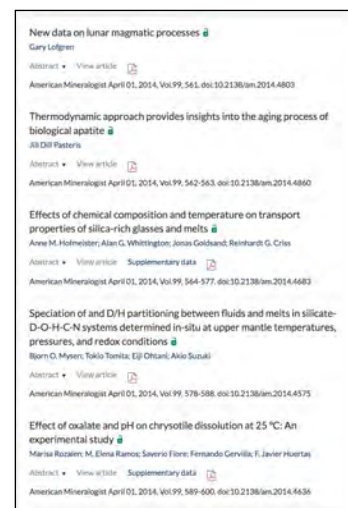 New data on lunar magmatic processes
Gary Lofgren
Abstract View article
American Mineralogist April 01, 2014, Vol.99, 561. doi:10.2138/am.2014.4803
Thermodynamic approach provides insights into the aging process of
biological apatite
Jill Dill Pasteris
Abstract View article
American Mineralogist April 01, 2014, Vol.99, 562-563. doi:10.2138/am.2014.4860
Effects of chemical composition and temperature on transport
properties of silica-rich glasses and melts
Anne M. Hofmeister; Alan G. Whittington; Jonas Goldsand; Reinhardt G. Criss
Abstract View article Supplementary data
American Mineralogist April 01, 2014, Vol.99, 564-577. doi:10.2138/am.2014.4683
Speciation of and D/H partitioning between fluids and melts in silicate-
D-O-H-C-N systems determined in-situ at upper mantle temperatures,
pressures, and redox conditions
Bjorn O. Mysen; Tokio Tomita; Eiji Ohtani; Akio Suzuki
Abstract View article
American Mineralogist April 01, 2014, Vol.99, 578-588. doi:10.2138/am.2014.4575
Effect of oxalate and pH on chrysotile dissolution at 25 °C: An
experimental study
Marisa Rozalen; M. Elena Ramos; Saverio Fiore; Fernando Gervilla; F. Javier Huertas
Abstract View article Supplementary data
American Mineralogist April 01, 2014, Vol.99, 589-600. doi:10.2138/am.2014.4636